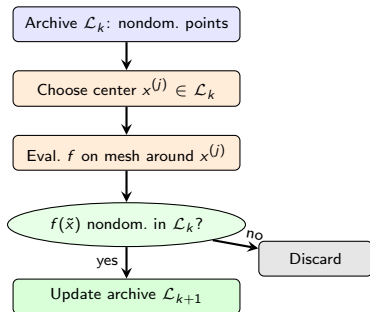 Archive $\mathcal{L}_k$: nondom. points
Choose center $x^{(j)} \in \mathcal{L}_k$
Eval. $f$ on mesh around $x^{(j)}$
$f(\tilde{x})$ nondom. in $\mathcal{L}_k$?
no
yes
Discard
Update archive $\mathcal{L}_{k+1}$